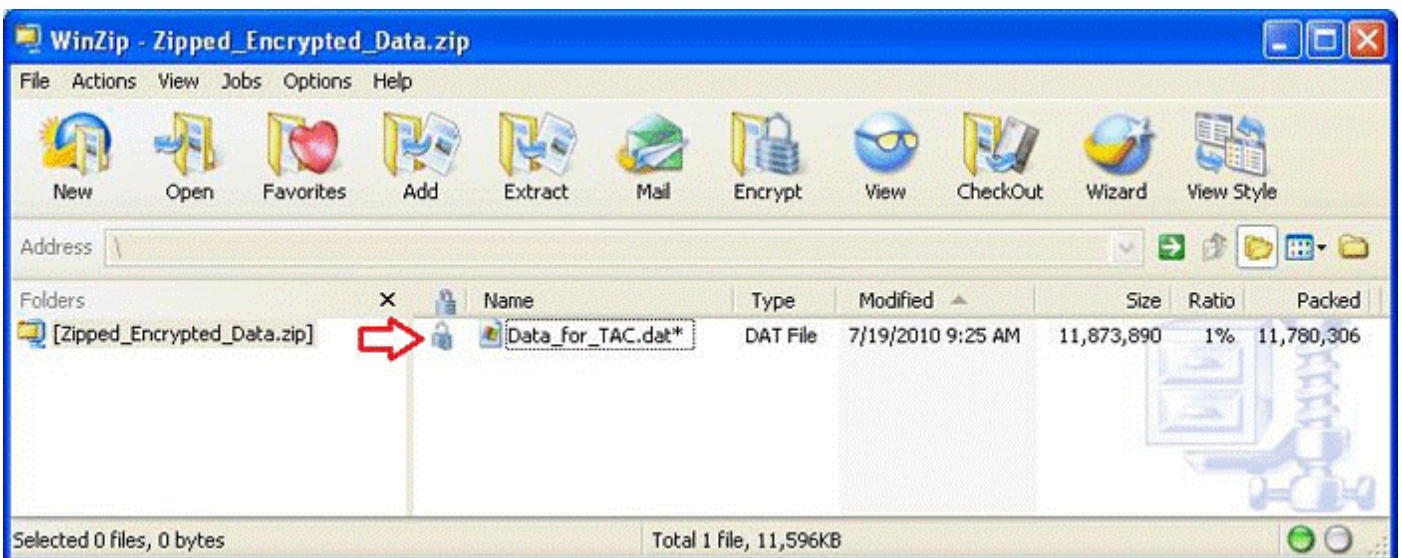 WinZip - Zipped_Encrypted_Data.zip
File Actions View Jobs Options Help
New Open Favorites Add Extract Mail Encrypt View CheckOut Wizard View Style
Address \
Folders Name Type Modified Size Ratio Packed
[Zipped_Encrypted_Data.zip] Data_for_TAC.dat* DAT File 7/19/2010 9:25 AM 11,873,890 1% 11,780,306
Selected 0 files, 0 bytes Total 1 file, 11,596KB